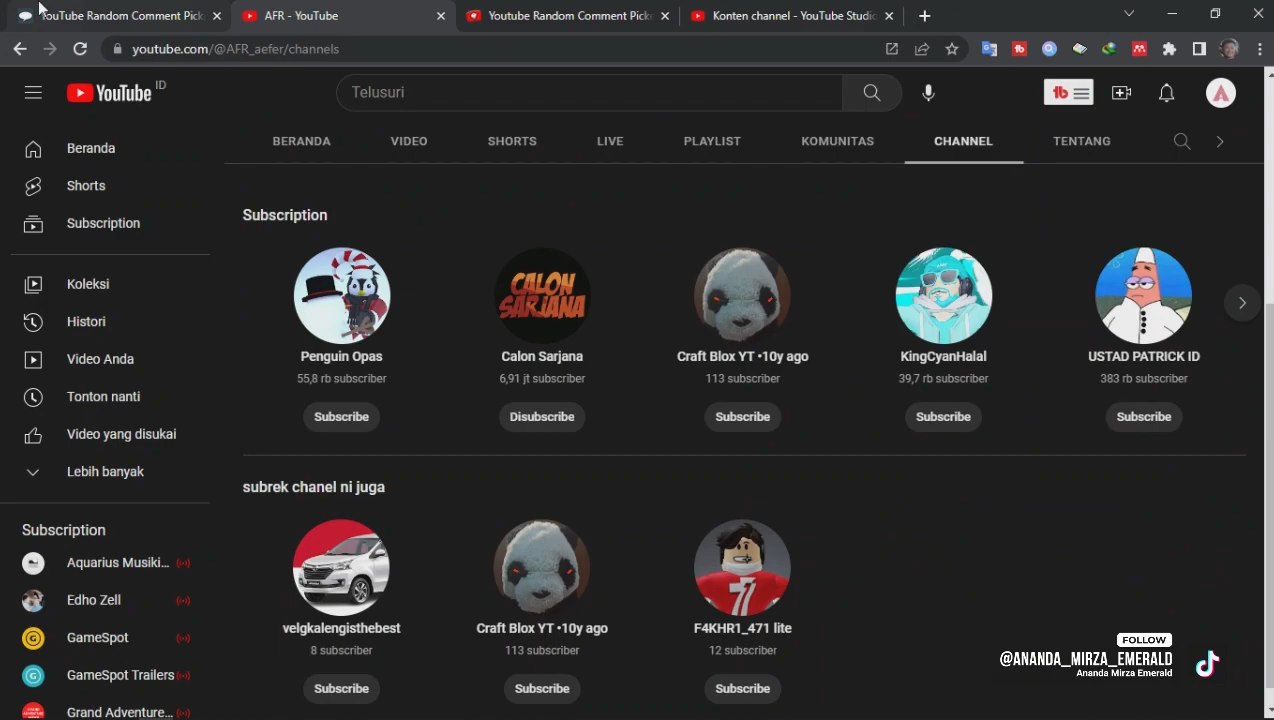 YouTube Random Comment Pick
AFR - YouTube
Youtube Random Comment Picke
Konten channel - YouTube Studio
youtube.com/@AFR_aefer/channels
YouTube ID
Telusuri
tb
A
BERANDA VIDEO SHORTS LIVE PLAYLIST KOMUNITAS CHANNEL TENTANG
Beranda
Shorts
Subscription
Koleksi
Histori
Video Anda
Tonton nanti
Video yang disukai
Lebih banyak
Subscription
Aquarius Musiki...
Edho Zell
GameSpot
GameSpot Trailers
Grand Adventure...
Subscription
CALON
SARJANA
Penguin Opas
55,8 rb subscriber
Subscribe
Calon Sarjana
6,91 jt subscriber
Disubscribe
Craft Blox YT •10y ago
113 subscriber
Subscribe
KingCyanHalal
39,7 rb subscriber
Subscribe
USTAD PATRICK ID
383 rb subscriber
Subscribe
subrek chanel ni juga
velgkalengisthebest
8 subscriber
Subscribe
Craft Blox YT •10y ago
113 subscriber
Subscribe
F4KHR1_471 lite
12 subscriber
Subscribe
FOLLOW
@ANANDA_MIRZA_EMERALD
Ananda Mirza Emerald